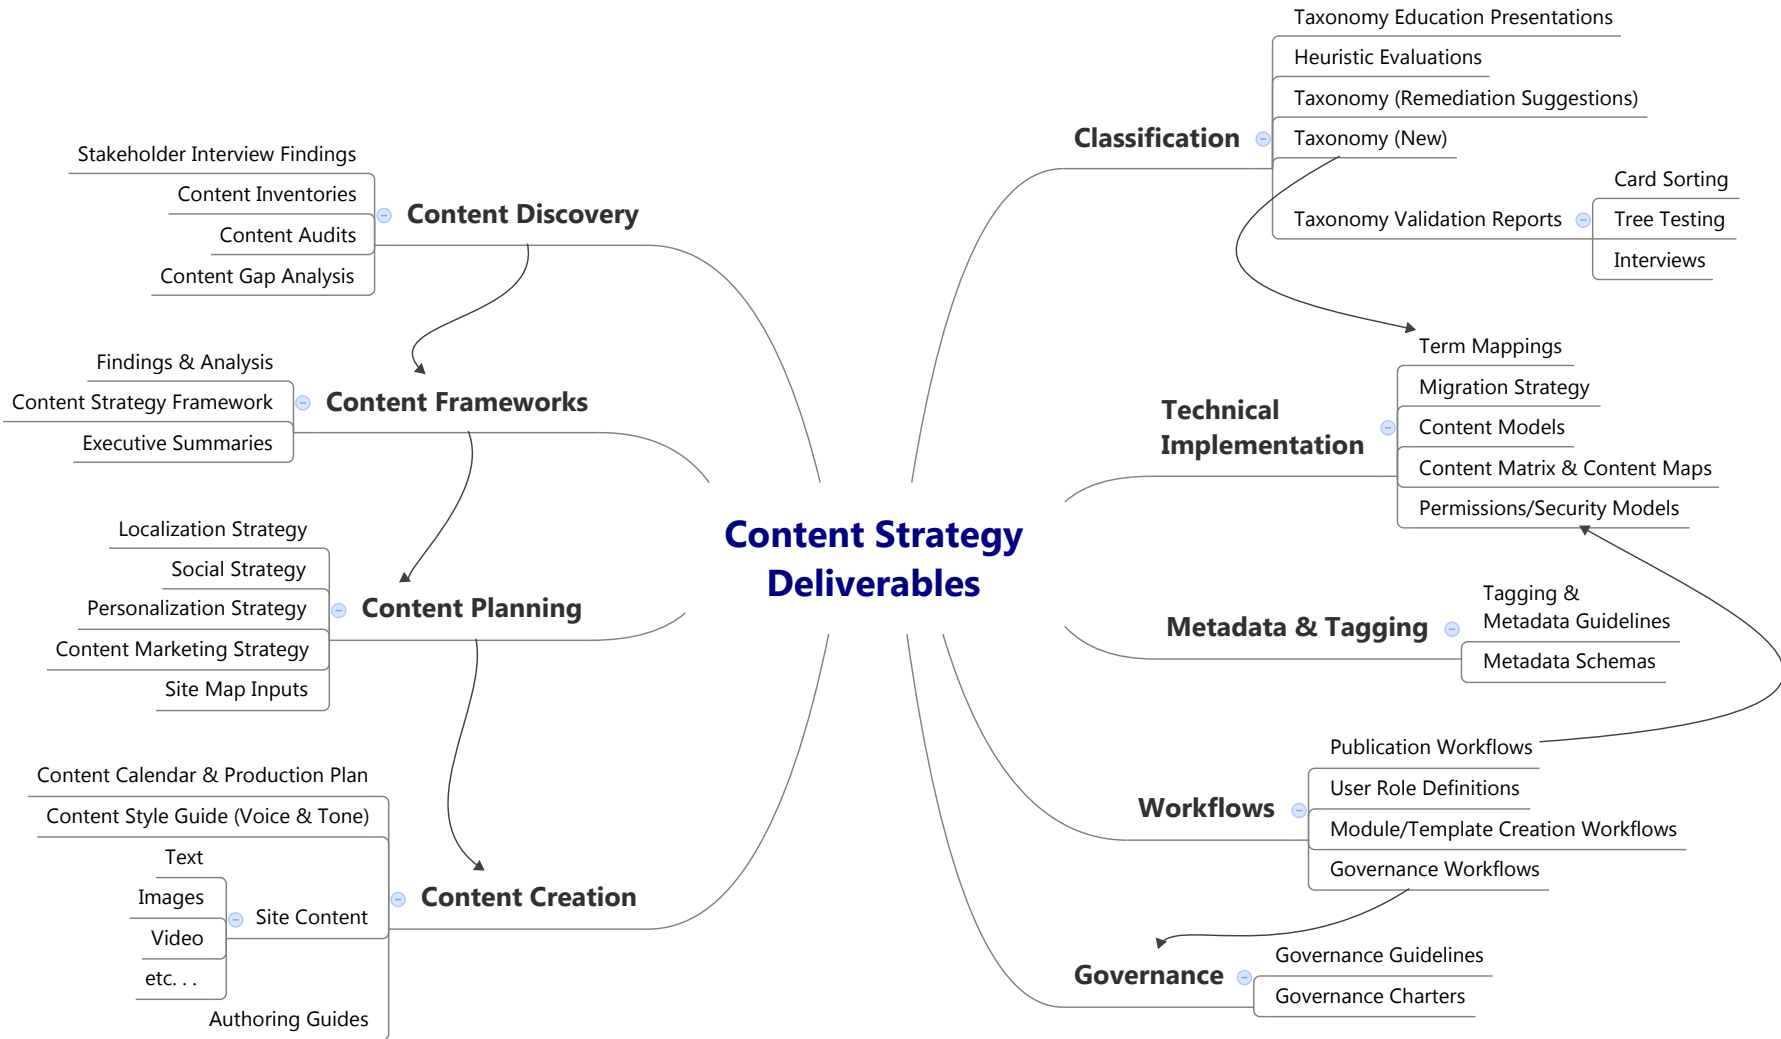 Content Strategy
Deliverables
Content Discovery
Stakeholder Interview Findings
Content Inventories
Content Audits
Content Gap Analysis
Content Frameworks
Findings & Analysis
Content Strategy Framework
Executive Summaries
Content Planning
Localization Strategy
Social Strategy
Personalization Strategy
Content Marketing Strategy
Site Map Inputs
Content Creation
Content Calendar & Production Plan
Content Style Guide (Voice & Tone)
Site Content
Text
Images
Video
etc. . .
Authoring Guides
Classification
Taxonomy Education Presentations
Heuristic Evaluations
Taxonomy (Remediation Suggestions)
Taxonomy (New)
Taxonomy Validation Reports
Card Sorting
Tree Testing
Interviews
Technical
Implementation
Term Mappings
Migration Strategy
Content Models
Content Matrix & Content Maps
Permissions/Security Models
Metadata & Tagging
Tagging &
Metadata Guidelines
Metadata Schemas
Workflows
Publication Workflows
User Role Definitions
Module/Template Creation Workflows
Governance Workflows
Governance
Governance Guidelines
Governance Charters